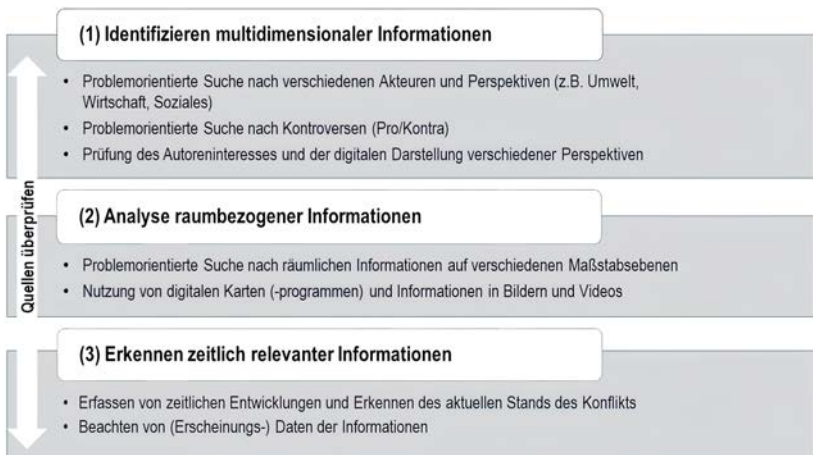 (1) Identifizieren multidimensionaler Informationen
• Problemorientierte Suche nach verschiedenen Akteuren und Perspektiven (z.B. Umwelt,
Wirtschaft, Soziales)
• Problemorientierte Suche nach Kontroversen (Pro/Kontra)
• Prüfung des Autoreninteresses und der digitalen Darstellung verschiedener Perspektiven
Quellen überprüfen
(2) Analyse raumbezogener Informationen
• Problemorientierte Suche nach räumlichen Informationen auf verschiedenen Maßstabsebenen
• Nutzung von digitalen Karten (-programmen) und Informationen in Bildern und Videos
(3) Erkennen zeitlich relevanter Informationen
• Erfassen von zeitlichen Entwicklungen und Erkennen des aktuellen Stands des Konflikts
• Beachten von (Erscheinungs-) Daten der Informationen